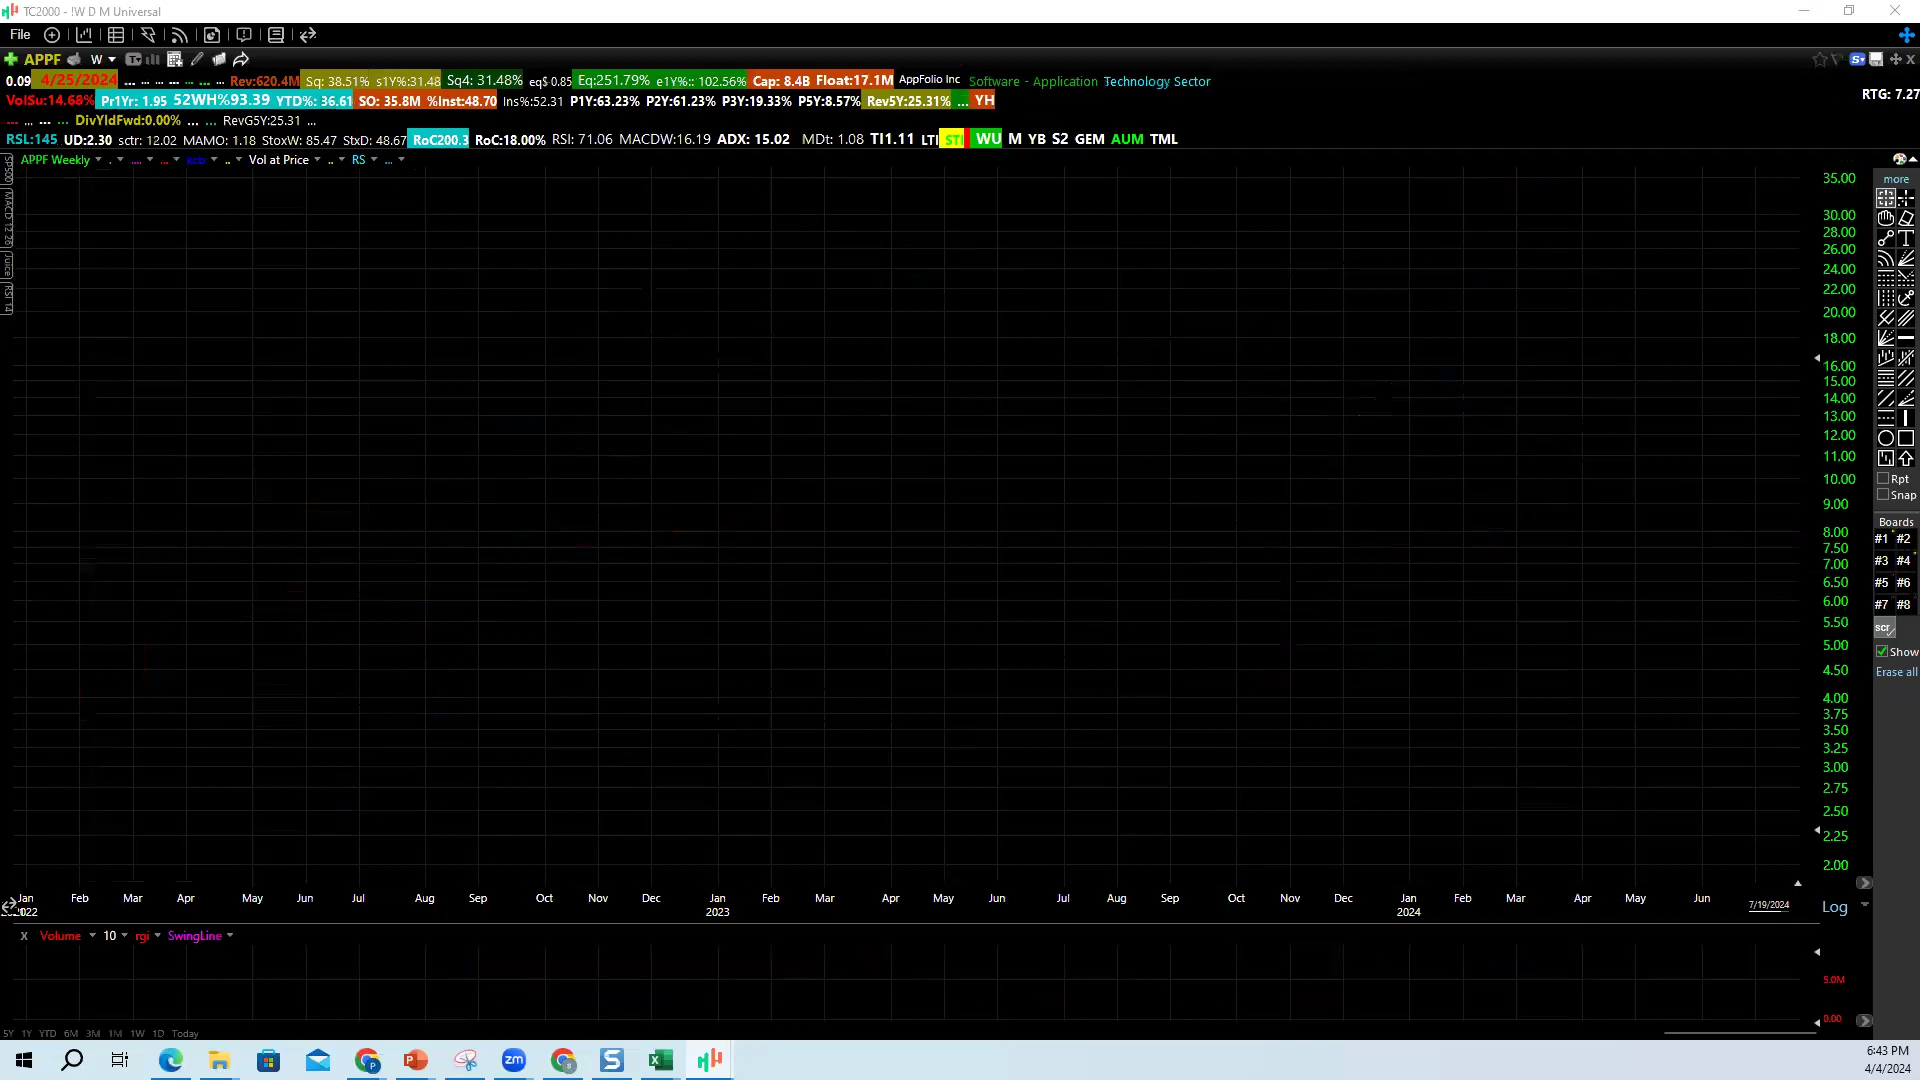 TC2000 - !W D M Universal
File
APPF W
0.09 4/25/2024 ... ... ... ... ... ... ... Rev:620.4M Sq: 38.51% s1Y%:31.48 Sq4: 31.48% eq$ 0.85 Eq:251.79% e1Y%:: 102.56% Cap: 8.4B Float:17.1M AppFolio Inc Software - Application Technology Sector
VolSu:14.68% Pr1Yr: 1.95 52WH%93.39 YTD%: 36.61 SO: 35.8M %Inst:48.70 Ins%:52.31 P1Y:63.23% P2Y:61.23% P3Y:19.33% P5Y:8.57% Rev5Y:25.31% ... YH RTG: 7.27
... ... ... ... DivYldFwd:0.00% ... ... RevG5Y:25.31 ...
RSL:145 UD:2.30 sctr: 12.02 MAMO: 1.18 StoxW: 85.47 StxD: 48.67 RoC200.3 RoC:18.00% RSI: 71.06 MACDW:16.19 ADX: 15.02 MDt: 1.08 TI1.11 LTI STI WU M YB S2 GEM AUM TML
APPF Weekly . .... ... .. Vol at Price .. RS ...
SP500
MACD 12 26
Juice
RSI 14
35.00
30.00
28.00
26.00
24.00
22.00
20.00
18.00
16.00
15.00
14.00
13.00
12.00
11.00
10.00
9.00
8.00
7.50
7.00
6.50
6.00
5.50
5.00
4.50
4.00
3.75
3.50
3.25
3.00
2.75
2.50
2.25
2.00
more
Rpt
Snap
Boards
#1 #2
#3 #4
#5 #6
#7 #8
scr
Show
Erase all
Jan Feb Mar Apr May Jun Jul Aug Sep Oct Nov Dec Jan Feb Mar Apr May Jun Jul Aug Sep Oct Nov Dec Jan Feb Mar Apr May Jun 7/19/2024 Log
2023 2024
X Volume 10 rgi SwingLine
5.0M
0.00
5Y 1Y YTD 6M 3M 1M 1W 1D Today
6:43 PM
4/4/2024